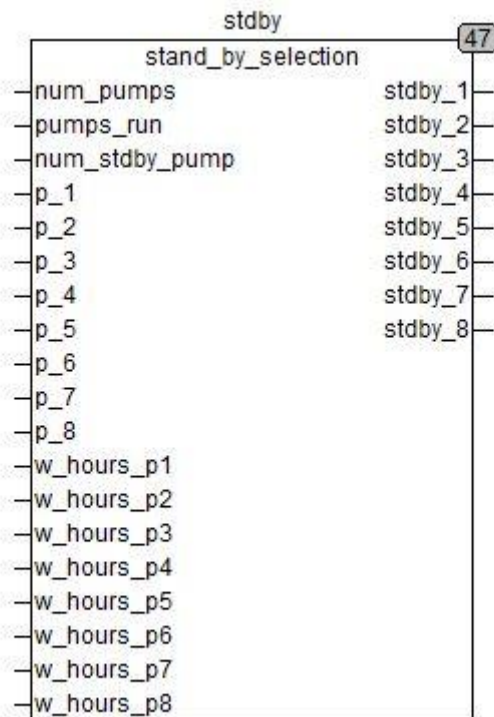 stdby
47
stand_by_selection
num_pumps stdby_1
pumps_run stdby_2
num_stdby_pump stdby_3
p_1 stdby_4
p_2 stdby_5
p_3 stdby_6
p_4 stdby_7
p_5 stdby_8
p_6
p_7
p_8
w_hours_p1
w_hours_p2
w_hours_p3
w_hours_p4
w_hours_p5
w_hours_p6
w_hours_p7
w_hours_p8